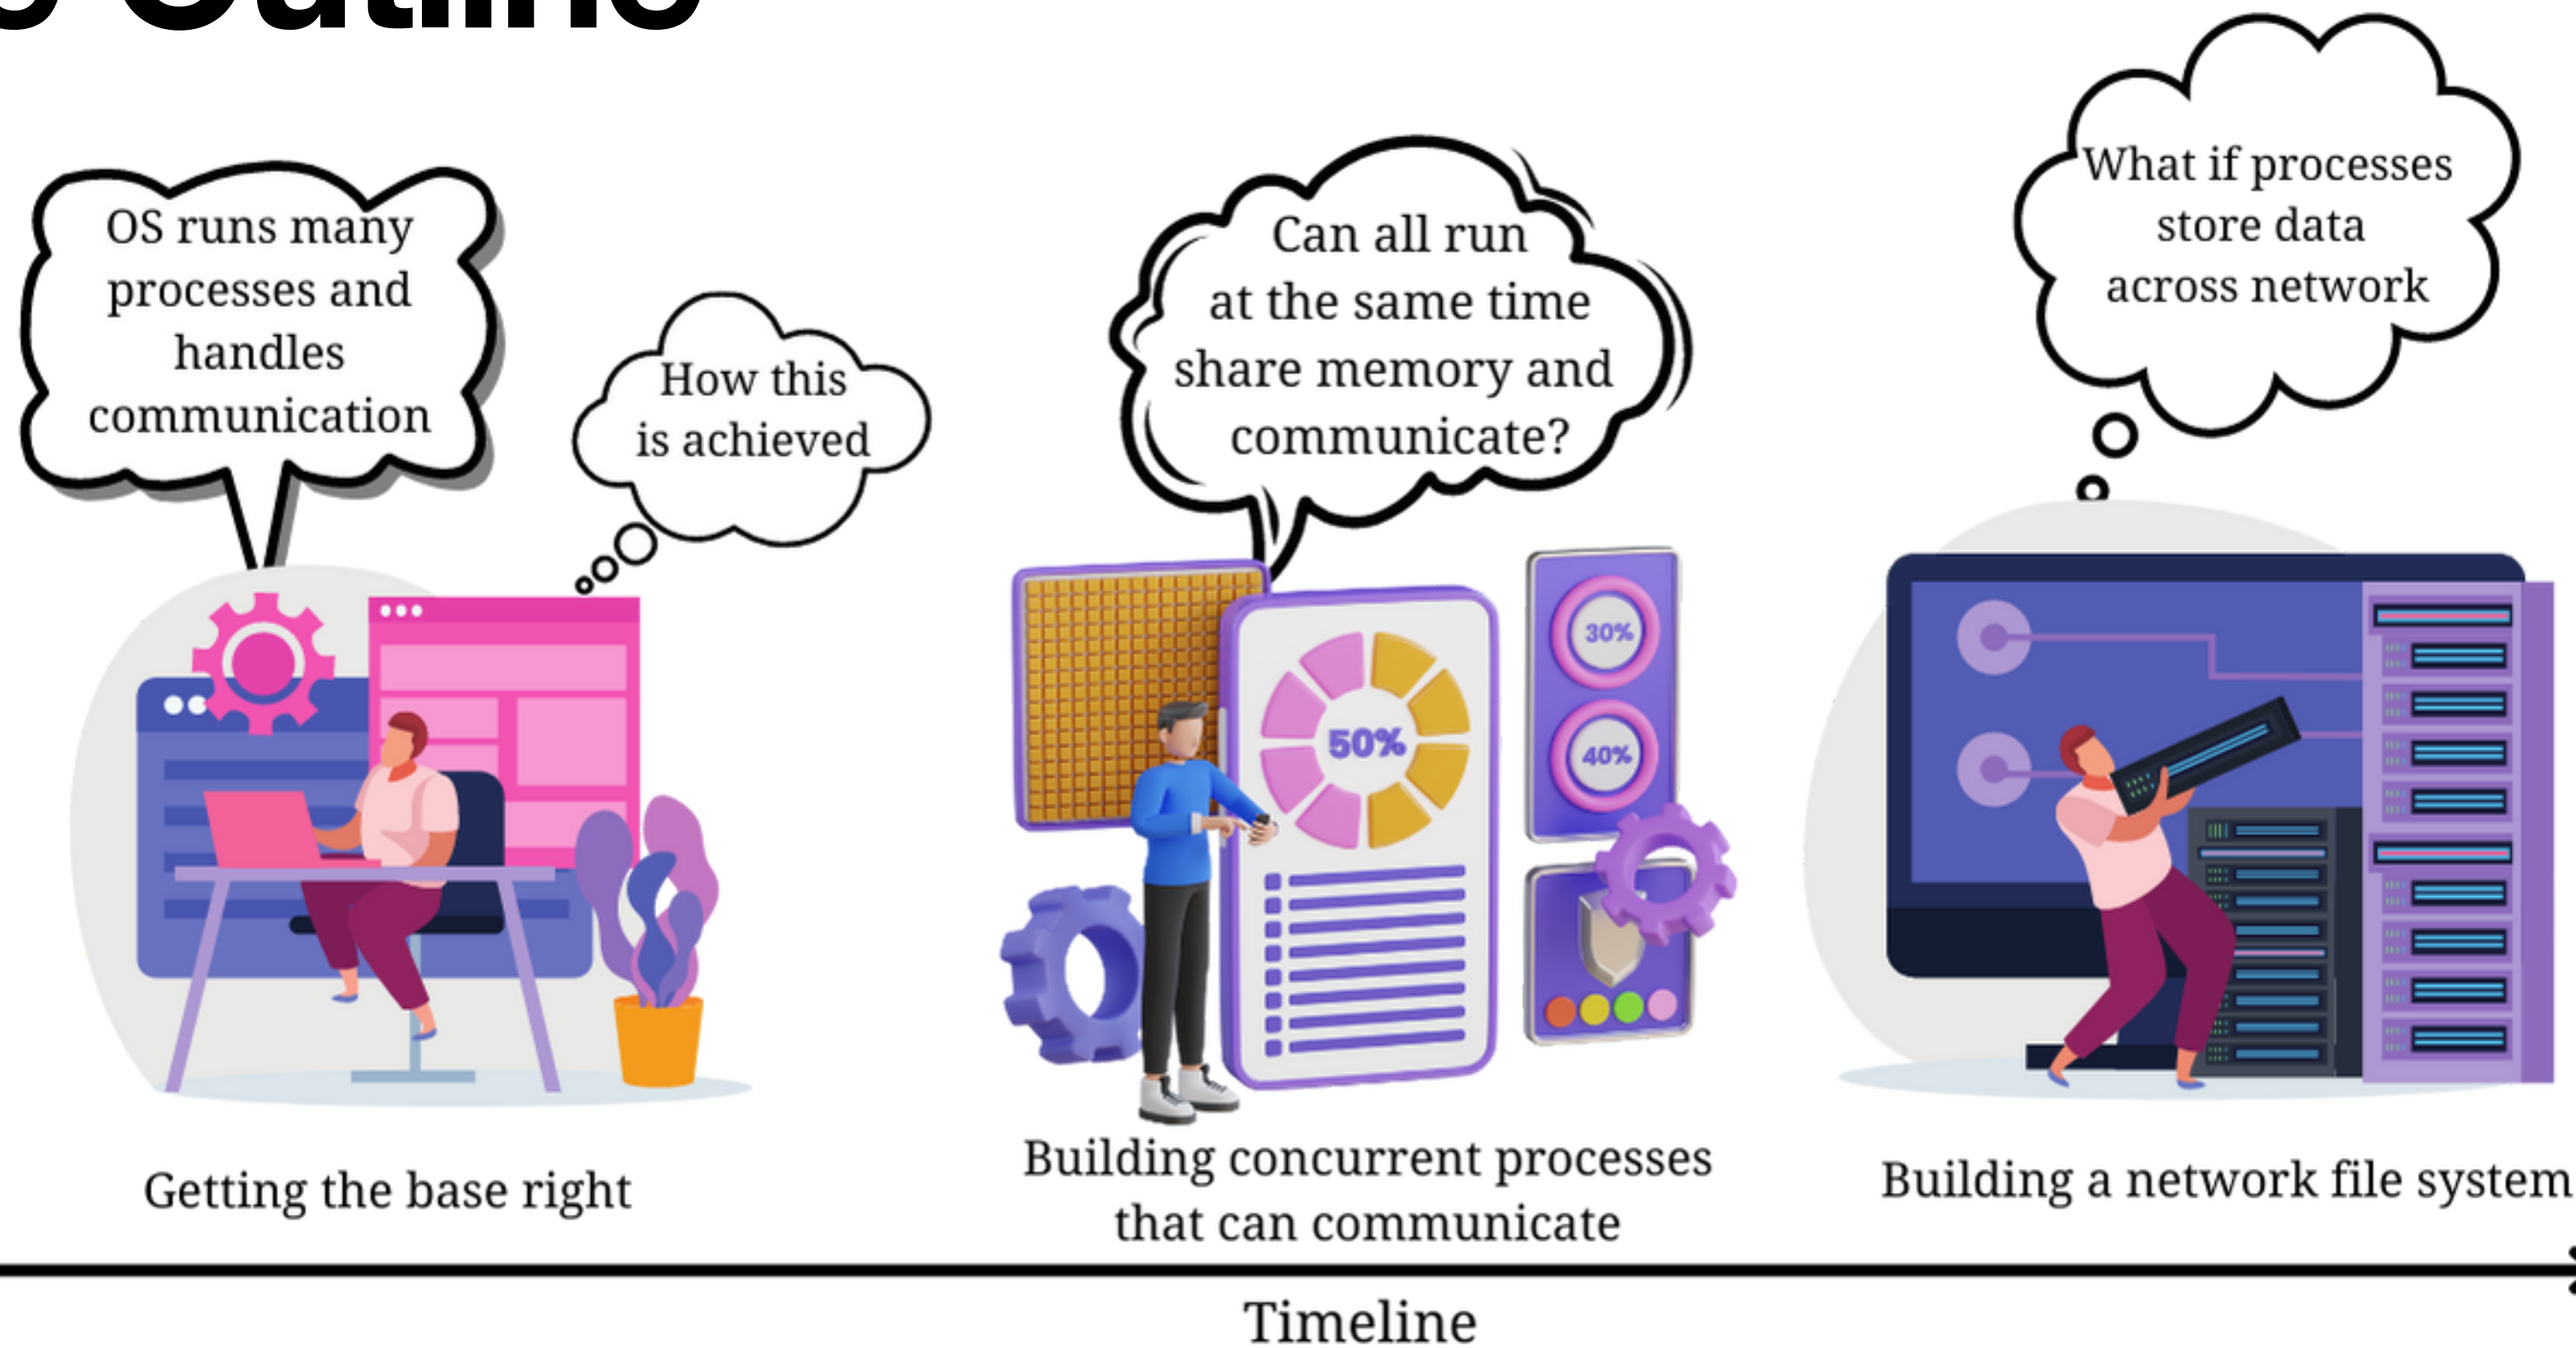 Outline
OS runs many
processes and
handles
communication
How this
is achieved
Can all run
at the same time
share memory and
communicate?
What if processes
store data
across network
30%
50%
40%
Getting the base right
Building concurrent processes
that can communicate
Building a network file system
Timeline